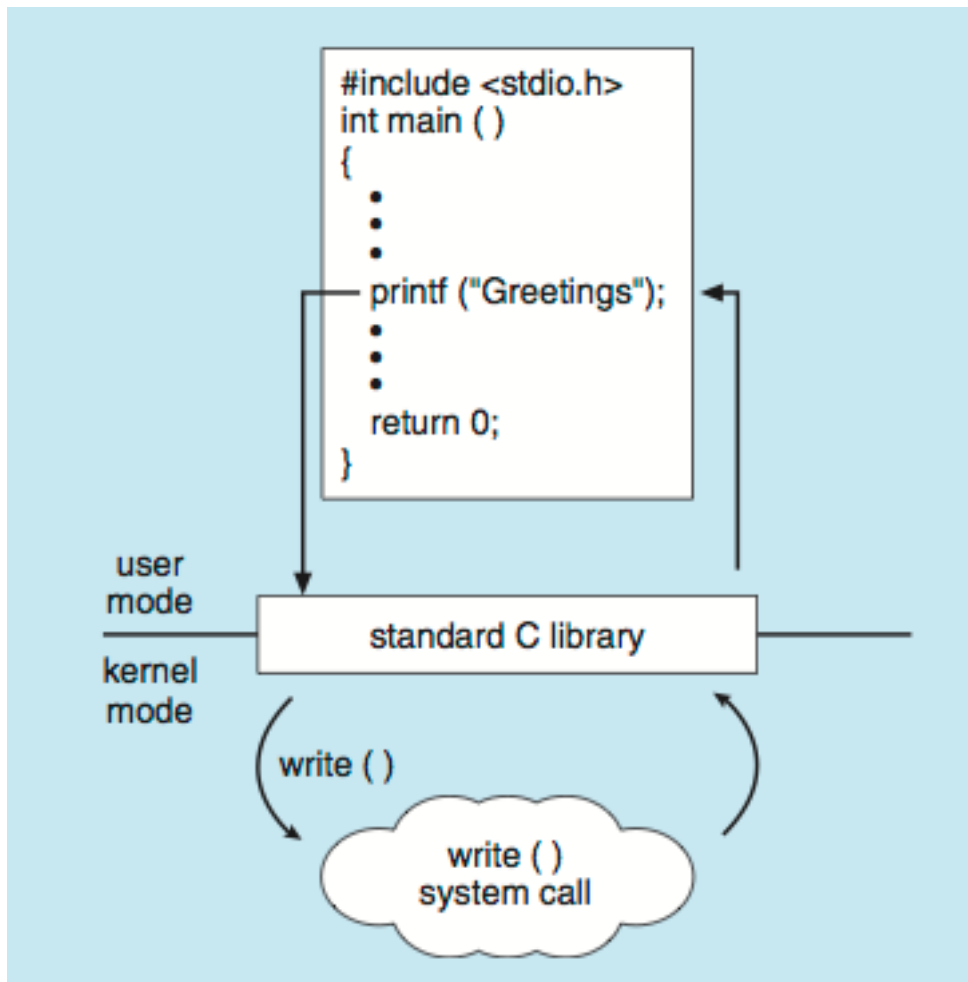 #include <stdio.h>
int main ( )
{
•
•
•
printf ("Greetings");
•
•
•
return 0;
}
user
mode
standard C library
kernel
mode
write ( )
write ( )
system call